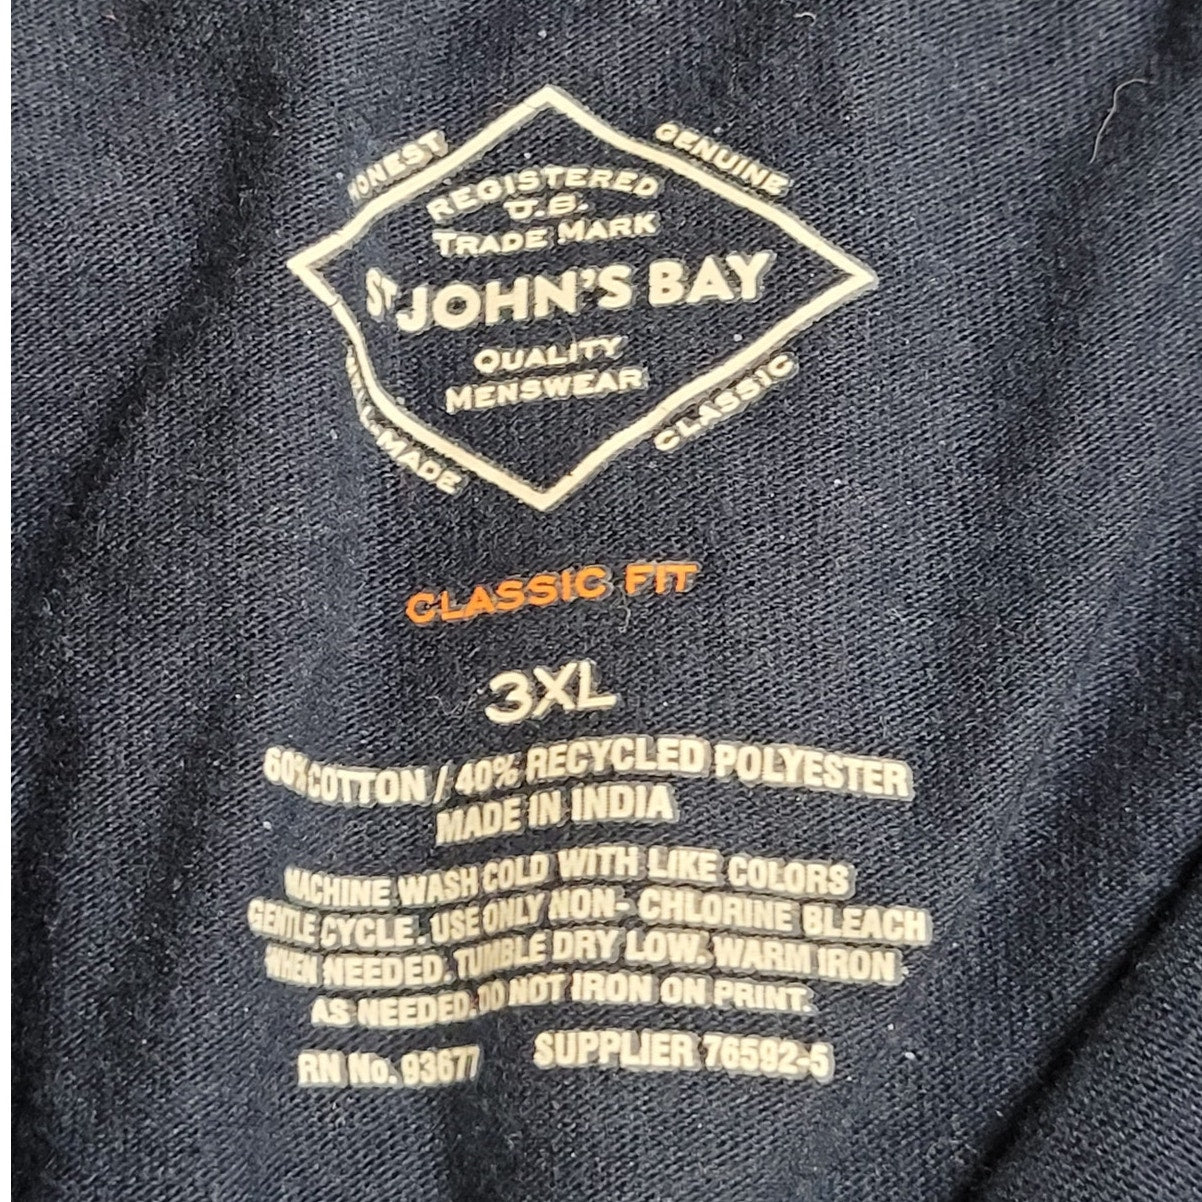 HONEST
GENUINE
REGISTERED
U.S.
TRADE MARK
ST JOHN'S BAY
QUALITY
MENSWEAR
WELL-MADE
CLASSIC
CLASSIC FIT
3XL
60% COTTON / 40% RECYCLED POLYESTER
MADE IN INDIA
MACHINE WASH COLD WITH LIKE COLORS
GENTLE CYCLE. USE ONLY NON- CHLORINE BLEACH
WHEN NEEDED. TUMBLE DRY LOW. WARM IRON
AS NEEDED. DO NOT IRON ON PRINT.
RN No. 93677 SUPPLIER 76592-5